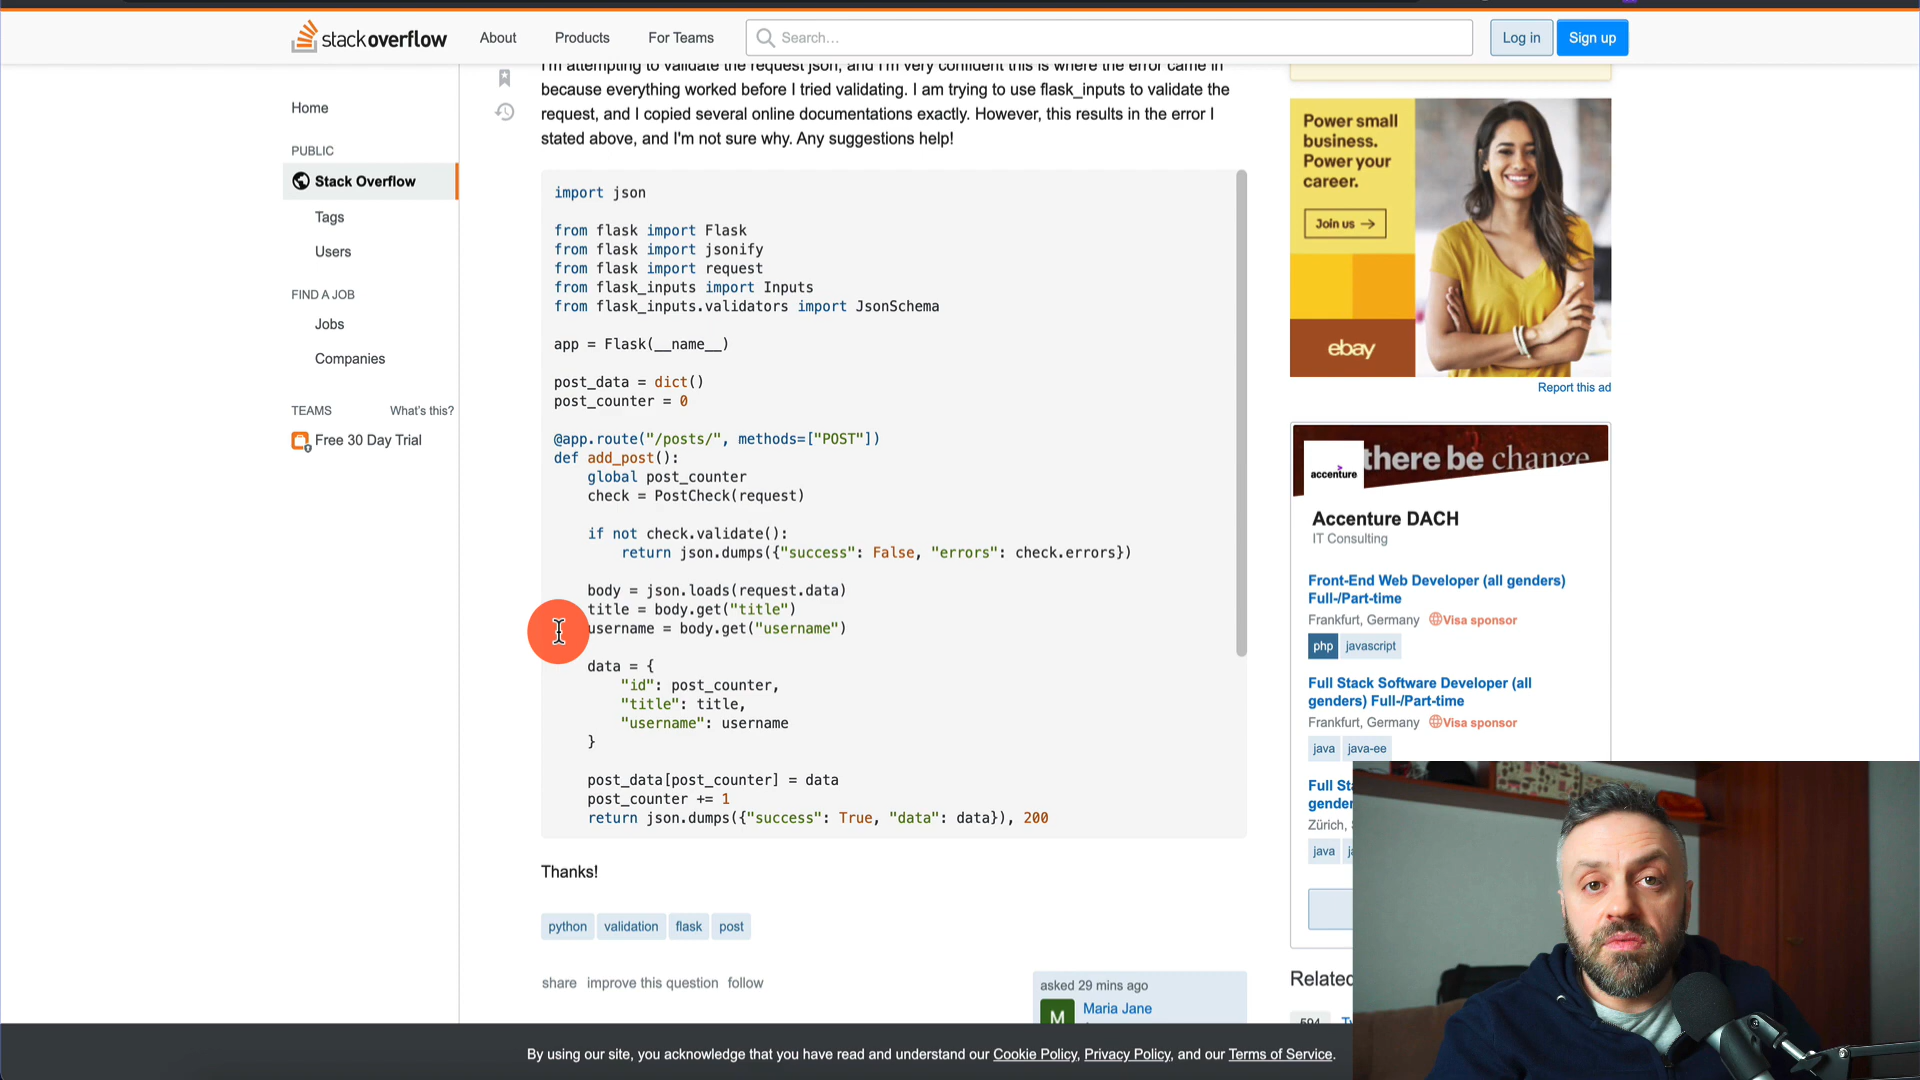 stackoverflow
About
Products
For Teams
Search…
Log in
Sign up
Home
PUBLIC
Stack Overflow
Tags
Users
FIND A JOB
Jobs
Companies
TEAMS
What's this?
Free 30 Day Trial
I'm attempting to validate the request json, and I'm very confident this is where the error came in
because everything worked before I tried validating. I am trying to use flask_inputs to validate the
request, and I copied several online documentations exactly. However, this results in the error I
stated above, and I'm not sure why. Any suggestions help!
import json
from flask import Flask
from flask import jsonify
from flask import request
from flask_inputs import Inputs
from flask_inputs.validators import JsonSchema
app = Flask(__name__)
post_data = dict()
post_counter = 0
@app.route("/posts/", methods=["POST"])
def add_post():
    global post_counter
    check = PostCheck(request)
    if not check.validate():
        return json.dumps({"success": False, "errors": check.errors})
    body = json.loads(request.data)
    title = body.get("title")
    username = body.get("username")
    data = {
        "id": post_counter,
        "title": title,
        "username": username
    }
    post_data[post_counter] = data
    post_counter += 1
    return json.dumps({"success": True, "data": data}), 200
Thanks!
python
validation
flask
post
share
improve this question
follow
asked 29 mins ago
M
Maria Jane
Power small
business.
Power your
career.
Join us →
ebay
Report this ad
accenture
there be change
Accenture DACH
IT Consulting
Front-End Web Developer (all genders)
Full-/Part-time
Frankfurt, Germany
Visa sponsor
php
javascript
Full Stack Software Developer (all
genders) Full-/Part-time
Frankfurt, Germany
Visa sponsor
java
java-ee
Full
Zürich,
java
Related
By using our site, you acknowledge that you have read and understand our Cookie Policy, Privacy Policy, and our Terms of Service.